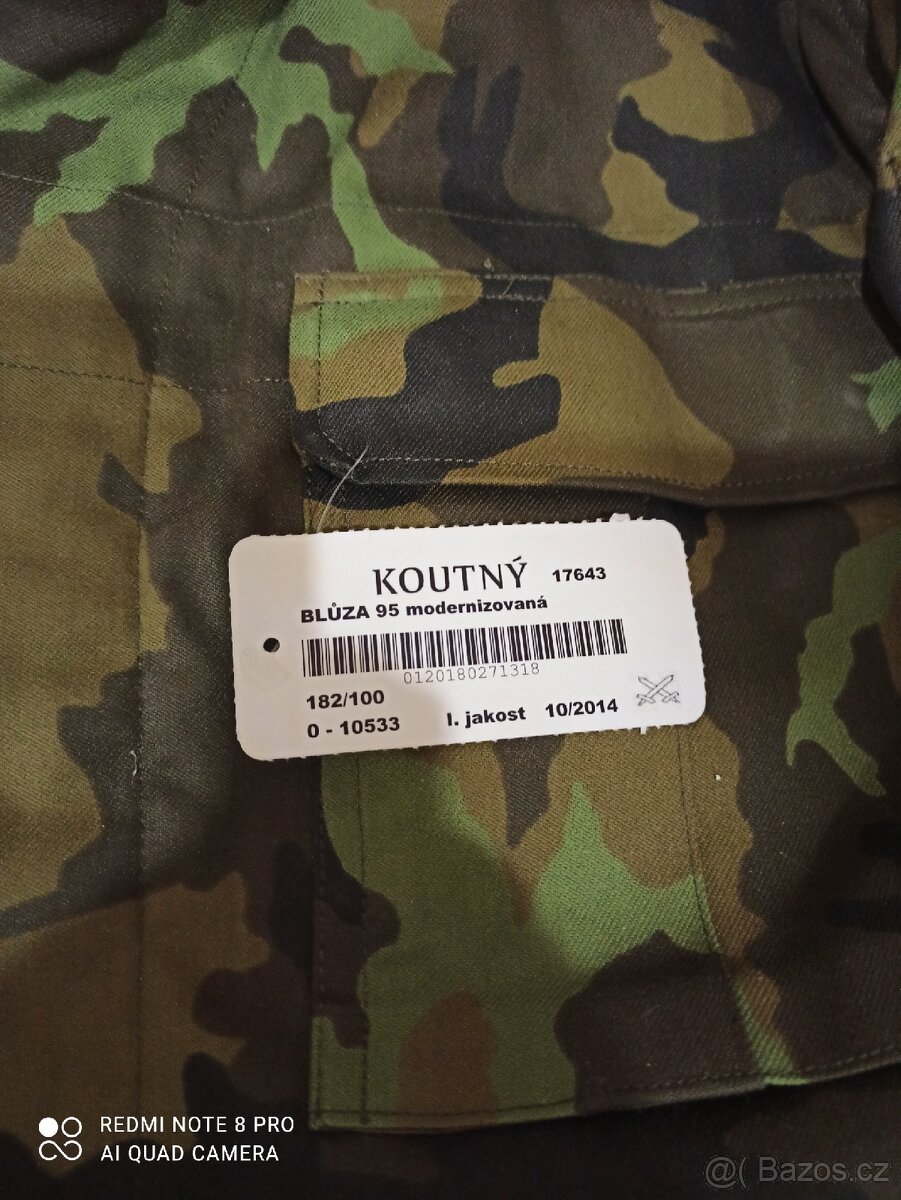 KOUTNÝ 17643
BLŮZA 95 modernizovaná
0120180271318
182/100
0 - 10533 I. jakost 10/2014
REDMI NOTE 8 PRO
AI QUAD CAMERA
@( Bazos.cz